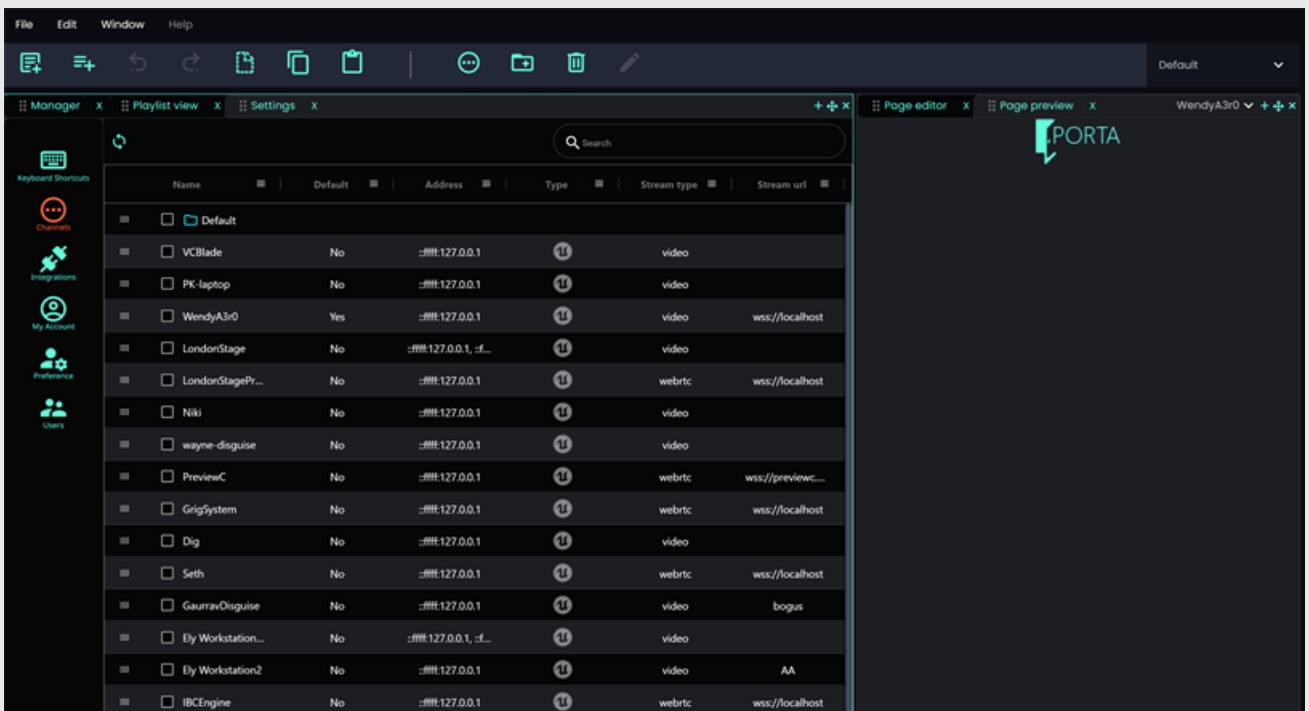 File Edit Window Help
Default
Manager x Playlist view x Settings x
Page editor x Page preview x WendyA3r0
PORTA
Search
Keyboard Shortcuts
Channels
Integrations
My Account
Preference
Users
Name Default Address Type Stream type Stream url
Default
VCBlade No ::ffff:127.0.0.1 video
PK-laptop No ::ffff:127.0.0.1 video
WendyA3r0 Yes ::ffff:127.0.0.1 video wss://localhost
LondonStage No ::ffff:127.0.0.1, ::f... video
LondonStagePr... No ::ffff:127.0.0.1 webrtc wss://localhost
Niki No ::ffff:127.0.0.1 video
wayne-disguise No ::ffff:127.0.0.1 video
PreviewC No ::ffff:127.0.0.1 webrtc wss://previewc....
GrigSystem No ::ffff:127.0.0.1 webrtc wss://localhost
Dig No ::ffff:127.0.0.1 video
Seth No ::ffff:127.0.0.1 webrtc wss://localhost
GaurravDisguise No ::ffff:127.0.0.1 video bogus
Ely Workstation... No ::ffff:127.0.0.1, ::f... video
Ely Workstation2 No ::ffff:127.0.0.1 video AA
IBCEngine No ::ffff:127.0.0.1 webrtc wss://localhost